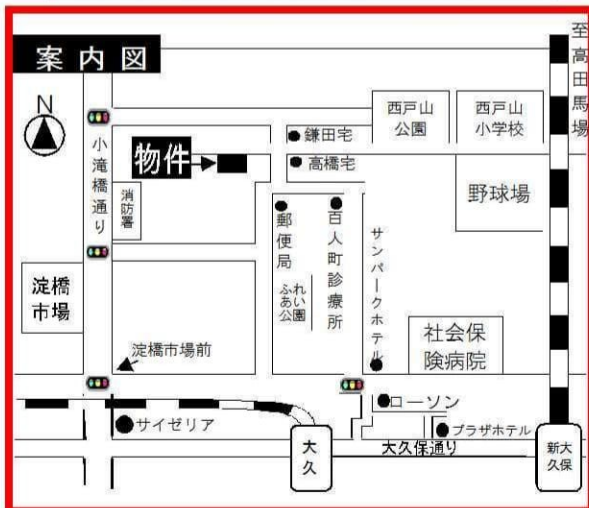 案内図
N
小滝橋通り
消防署
物件
鎌田宅
高橋宅
西戸山
公園
西戸山
小学校
至高田馬場
野球場
郵便局
ふれ
あい
公園
百人町診療所
サンパークホテル
社会保
険病院
淀橋
市場
淀橋市場前
サイゼリア
ローソン
プラザホテル
大久保通り
大久
新大
久保